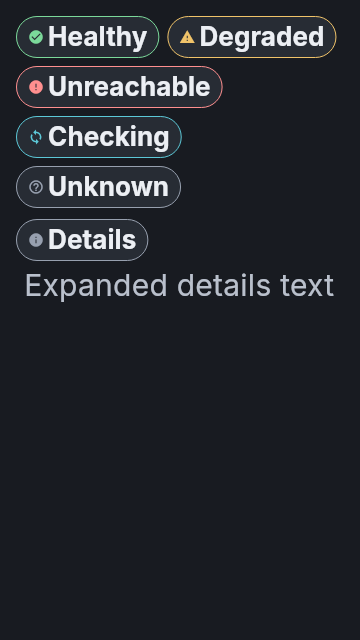 Healthy Degraded
Unreachable
Checking
Unknown
Details
Expanded details text